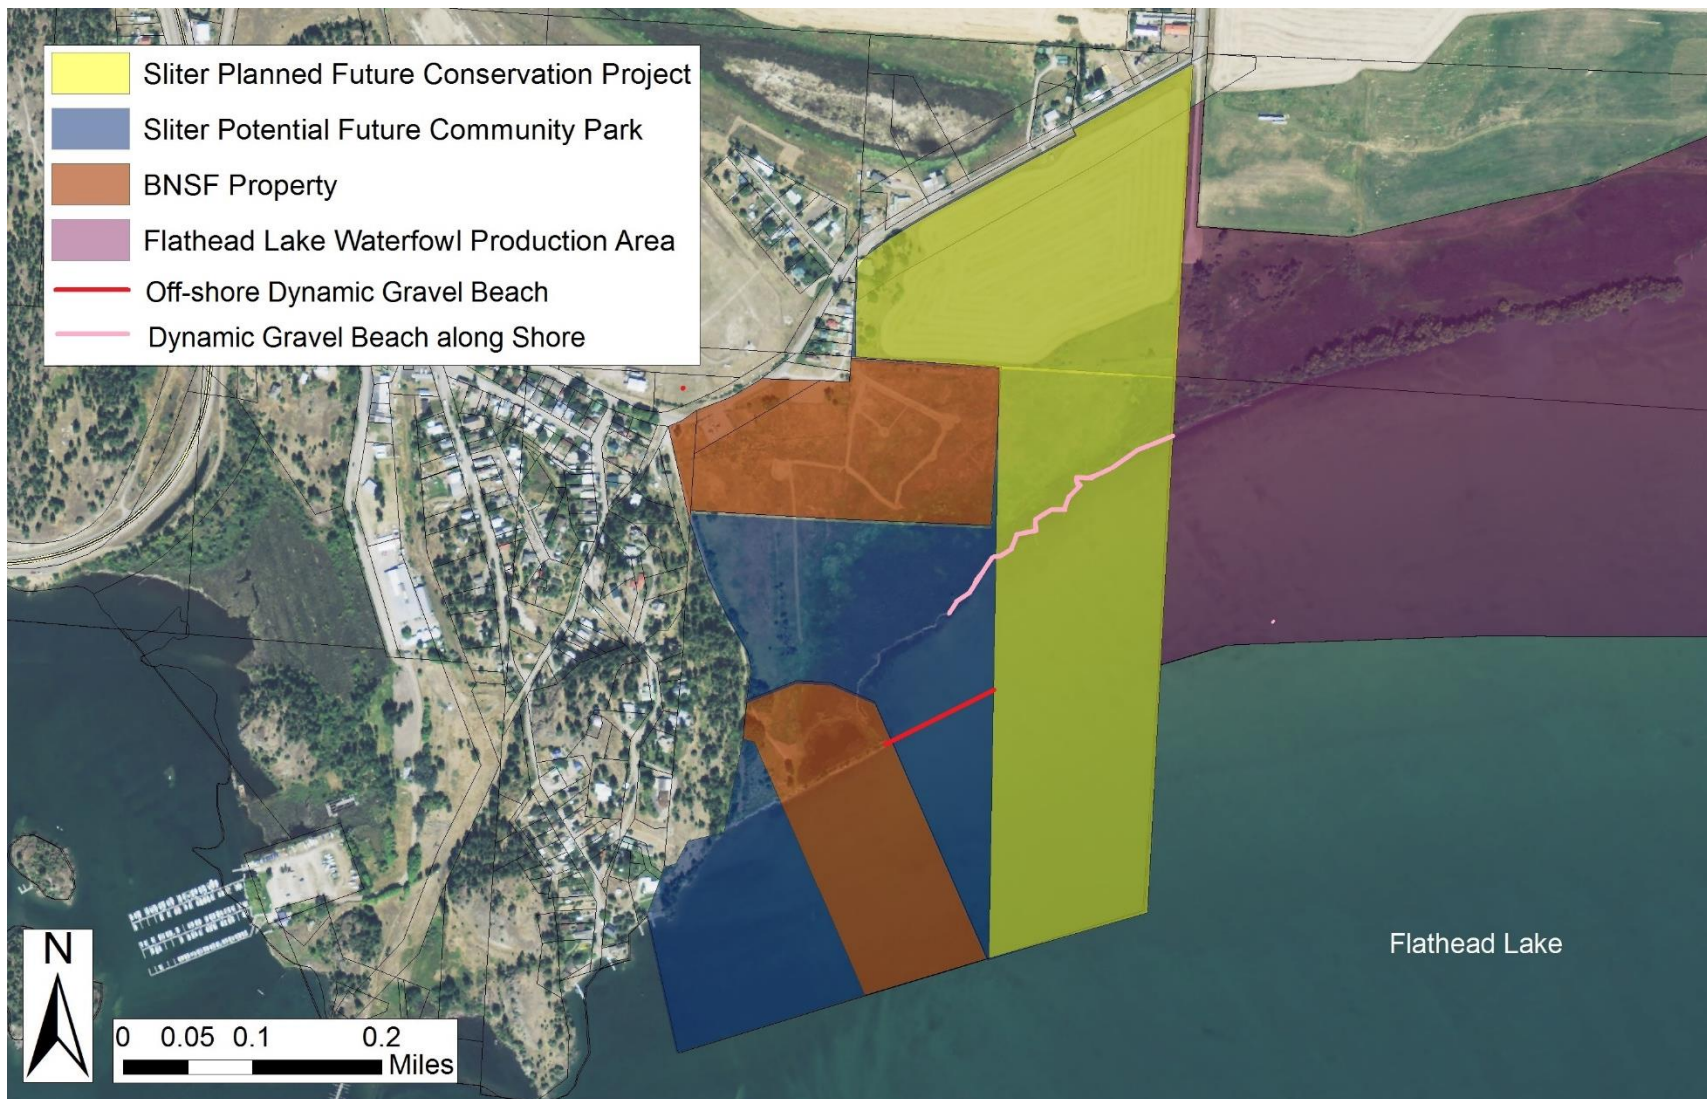 Sliter Planned Future Conservation Project
Sliter Potential Future Community Park
BNSF Property
Flathead Lake Waterfowl Production Area
Off-shore Dynamic Gravel Beach
Dynamic Gravel Beach along Shore
Flathead Lake
N
0 0.05 0.1 0.2
Miles